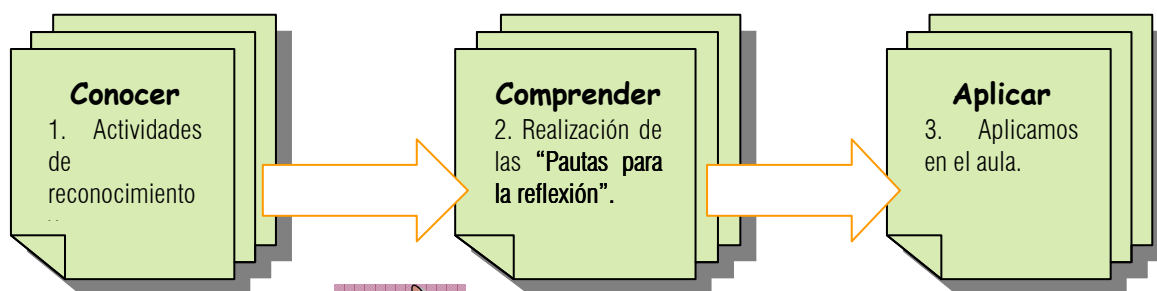 Conocer
1. Actividades
de
reconocimiento
Comprender
2. Realización de
las “Pautas para
la reflexión”.
Aplicar
3. Aplicamos
en el aula.